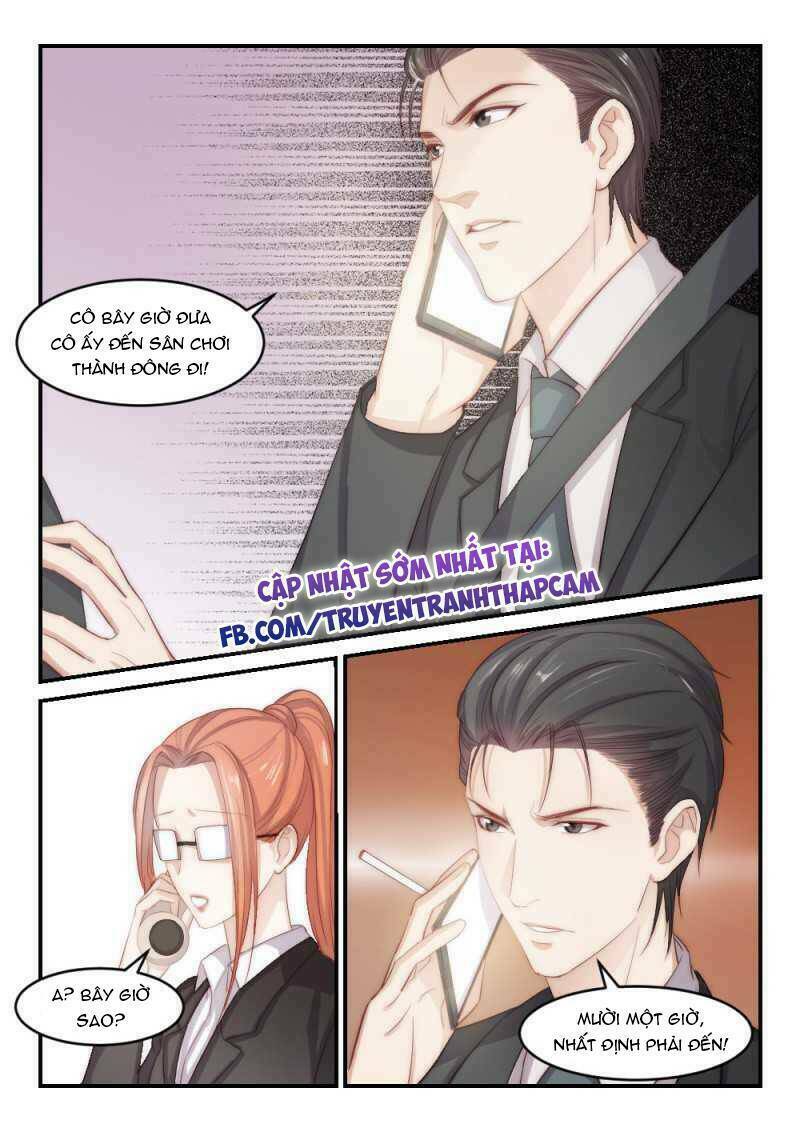 CÔ BÂY GIỜ ĐƯA
CÔ ẤY ĐẾN SÂN CHƠI
THÀNH ĐÔNG ĐI!
CẬP NHẬT SỚM NHẤT TẠI:
FB.COM/TRUYENTRANHTHAPCAM
A? BÂY GIỜ
SAO?
MƯỜI MỘT GIỜ,
NHẤT ĐỊNH PHẢI ĐẾN!